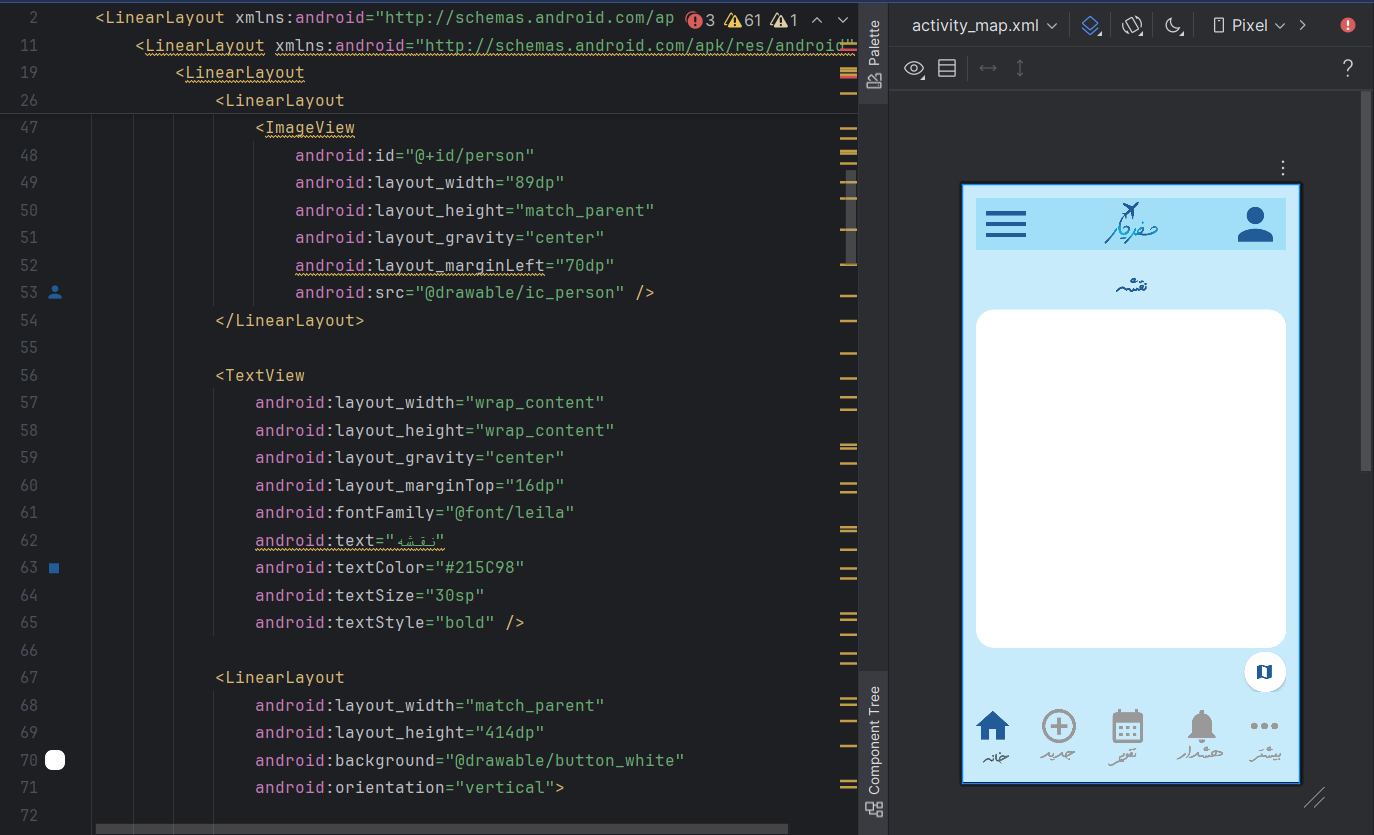 2 <LinearLayout xmlns:android="http://schemas.android.com/ap 3 61 1
11 <LinearLayout xmlns:android="http://schemas.android.com/apk/res/android"
19 <LinearLayout
26 <LinearLayout
47 <ImageView
48 android:id="@+id/person"
49 android:layout_width="89dp"
50 android:layout_height="match_parent"
51 android:layout_gravity="center"
52 android:layout_marginLeft="70dp"
53 android:src="@drawable/ic_person" />
54 </LinearLayout>
55
56 <TextView
57 android:layout_width="wrap_content"
58 android:layout_height="wrap_content"
59 android:layout_gravity="center"
60 android:layout_marginTop="16dp"
61 android:fontFamily="@font/leila"
62 android:text="نقشه"
63 android:textColor="#215C98"
64 android:textSize="30sp"
65 android:textStyle="bold" />
66
67 <LinearLayout
68 android:layout_width="match_parent"
69 android:layout_height="414dp"
70 android:background="@drawable/button_white"
71 android:orientation="vertical">
72
Palette
Component Tree
activity_map.xml Pixel
?
سفریار
نقشه
خانه جدید تقویم هشدار بیشتر